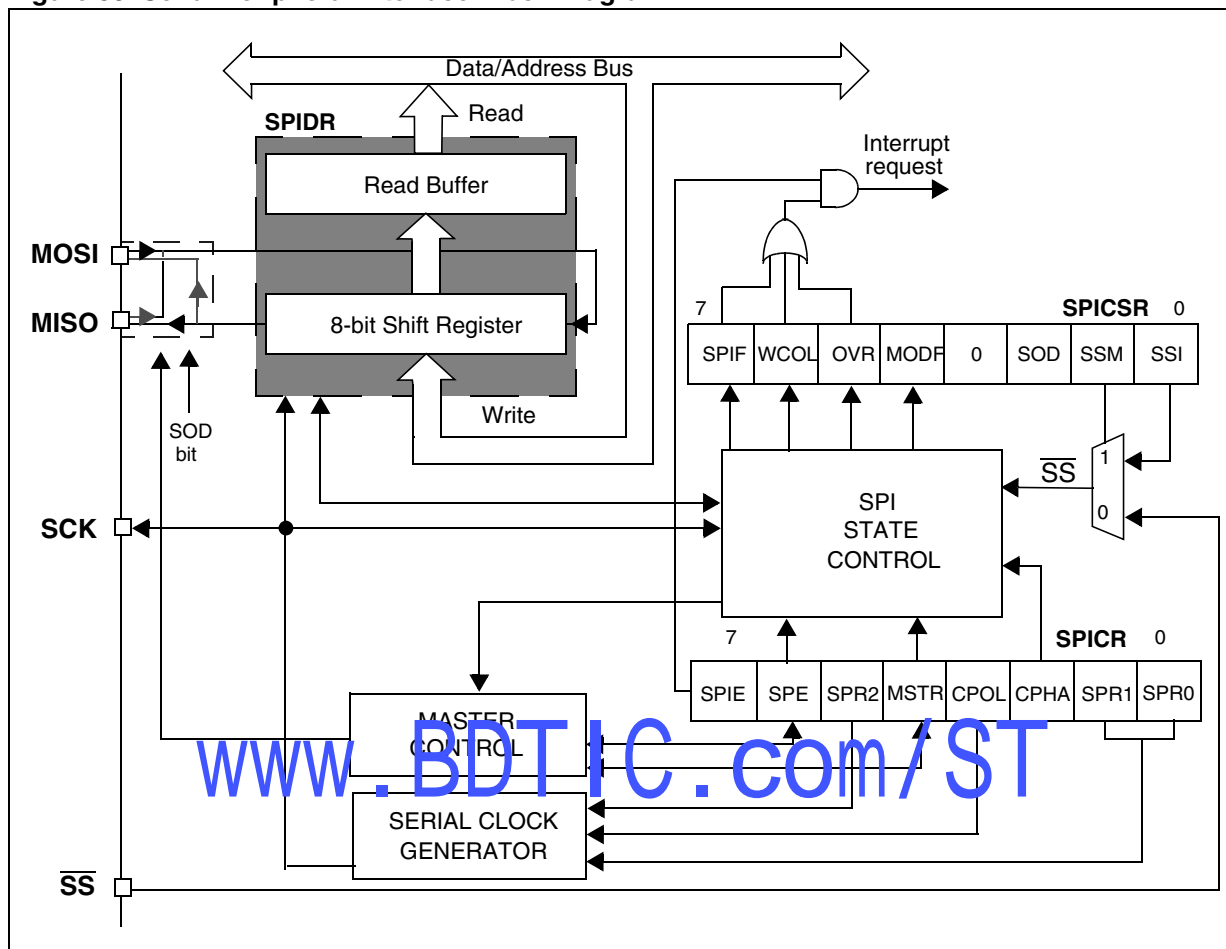 Data/Address Bus
Read
SPIDR
Interrupt
request
Read Buffer
MOSI
MISO
8-bit Shift Register
7
SPICSR
0
SPIF
WCOL
OVR
MODF
0
SOD
SSM
SSI
SOD
bit
Write
SS
1
0
SPI
STATE
CONTROL
SCK
7
SPICR
0
SPIE
SPE
SPR2
MSTR
CPOL
CPHA
SPR1
SPR0
MASTER
CONTROL
www.BDTIC.com/ST
SERIAL CLOCK
GENERATOR
SS